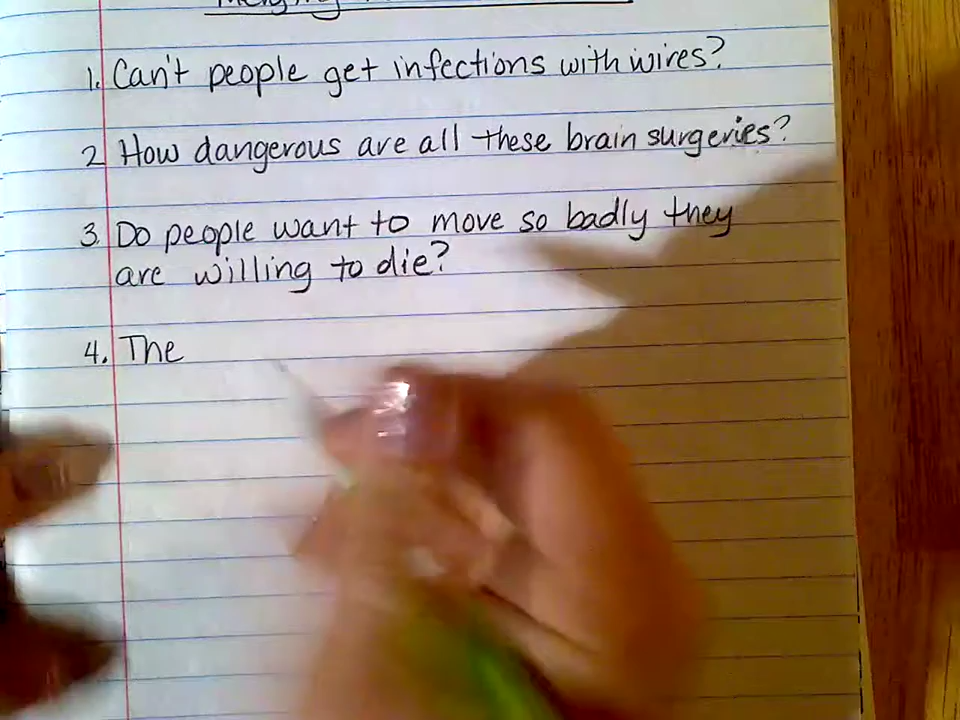 1. Can't people get infections with wires?
2 How dangerous are all these brain surgeries?
3. Do people want to move so badly they
are willing to die?
4. The